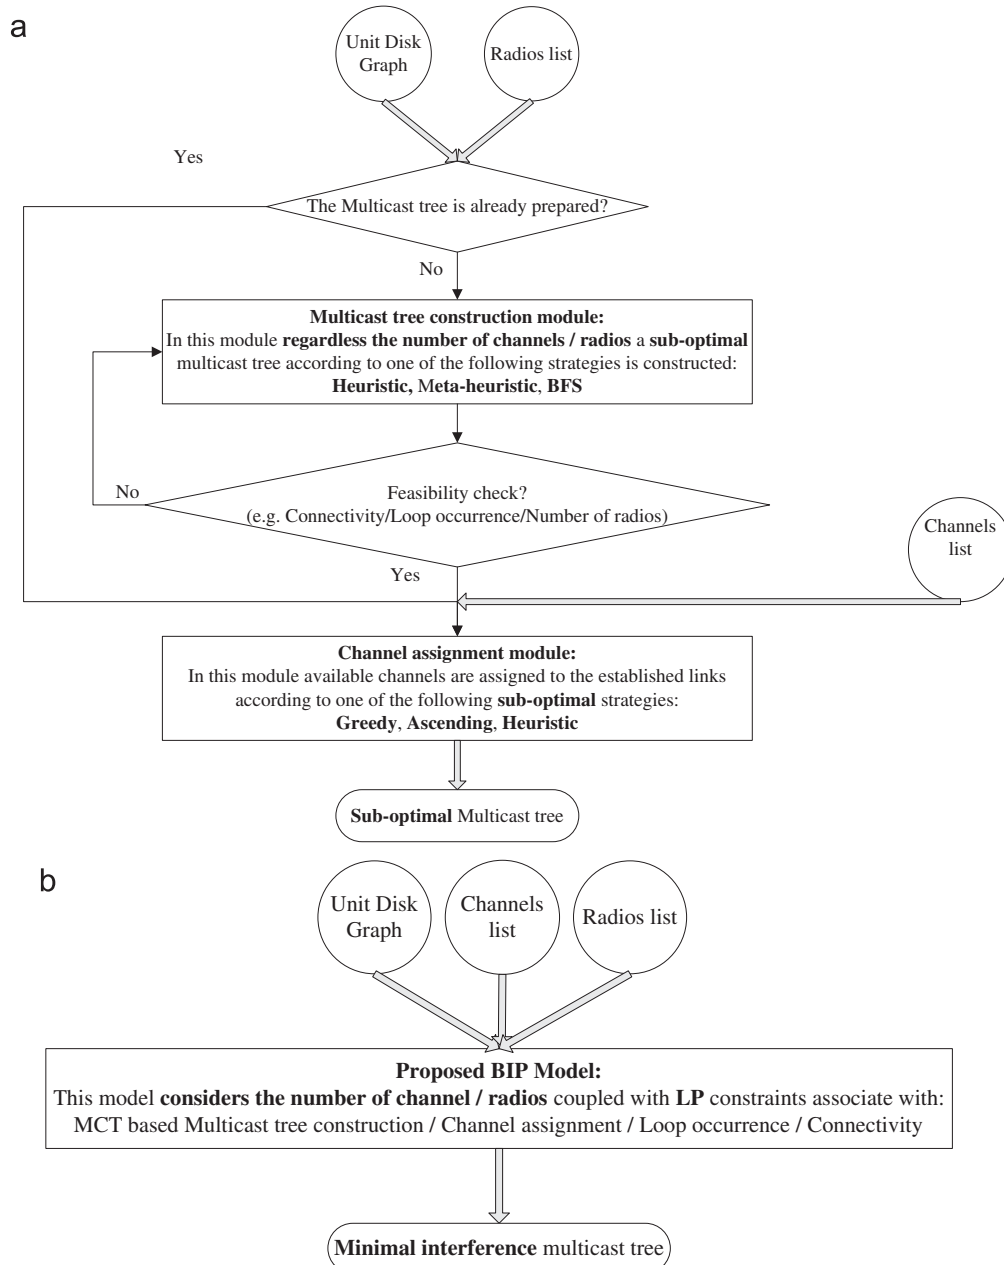 a
Unit Disk
Graph
Radios list
Yes
The Multicast tree is already prepared?
No
Multicast tree construction module:
In this module regardless the number of channels / radios a sub-optimal
multicast tree according to one of the following strategies is constructed:
Heuristic, Meta-heuristic, BFS
No
Feasibility check?
(e.g. Connectivity/Loop occurrence/Number of radios)
Channels
list
Yes
Channel assignment module:
In this module available channels are assigned to the established links
according to one of the following sub-optimal strategies:
Greedy, Ascending, Heuristic
Sub-optimal Multicast tree
b
Unit Disk
Graph
Channels
list
Radios list
Proposed BIP Model:
This model considers the number of channel / radios coupled with LP constraints associate with:
MCT based Multicast tree construction / Channel assignment / Loop occurrence / Connectivity
Minimal interference multicast tree